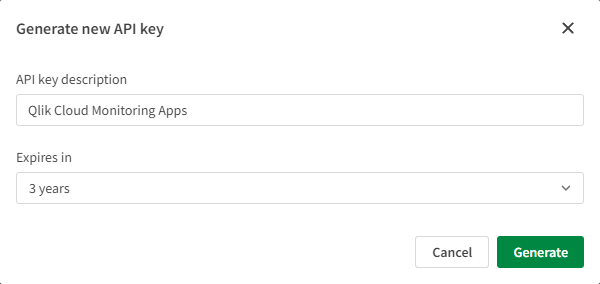 Generate new API key
API key description
Qlik Cloud Monitoring Apps
Expires in
3 years
Cancel
Generate